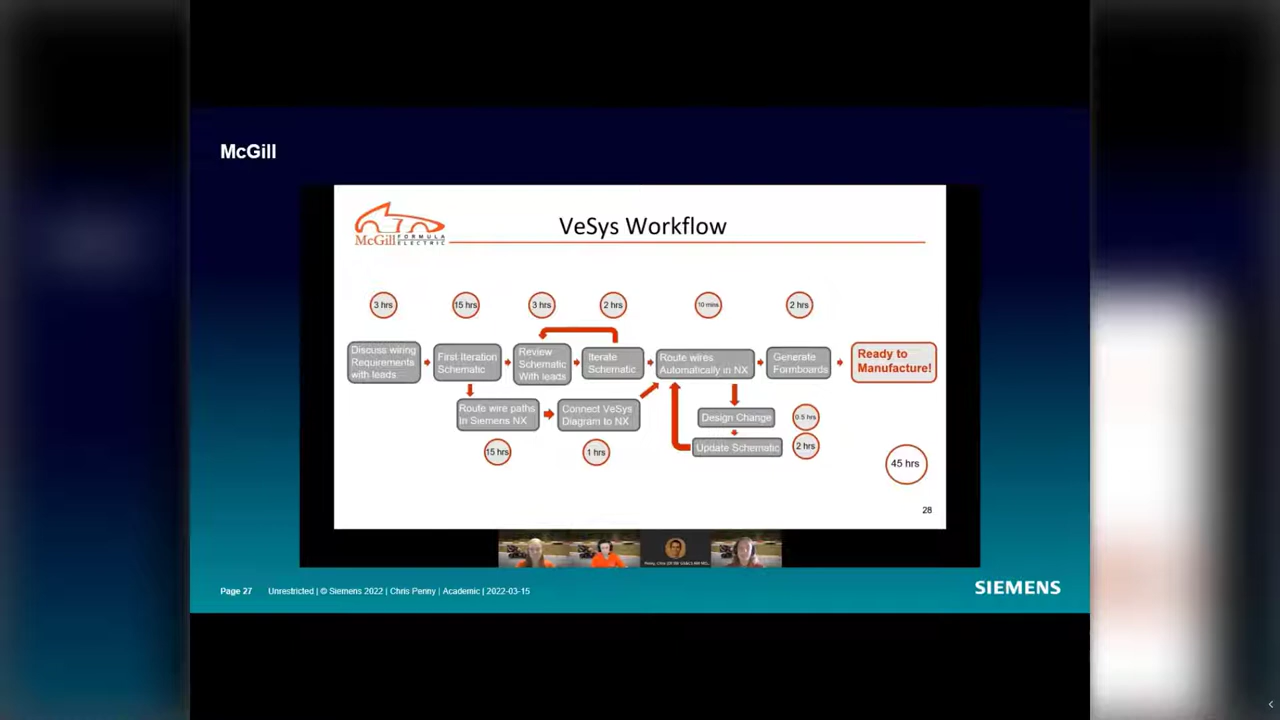 McGill
McGill FORMULA
ELECTRIC
VeSys Workflow
3 hrs
15 hrs
3 hrs
2 hrs
10 mins
2 hrs
Discuss wiring
Requirements
with leads
First Iteration
Schematic
Review
Schematic
With leads
Iterate
Schematic
Route wires
Automatically in NX
Generate
Formboards
Ready to
Manufacture!
Route wire paths
In Siemens NX
Connect VeSys
Diagram to NX
Design Change
0.5 hrs
Update Schematic
2 hrs
15 hrs
1 hrs
45 hrs
28
Page 27
Unrestricted | © Siemens 2022 | Chris Penny | Academic | 2022-03-15
SIEMENS